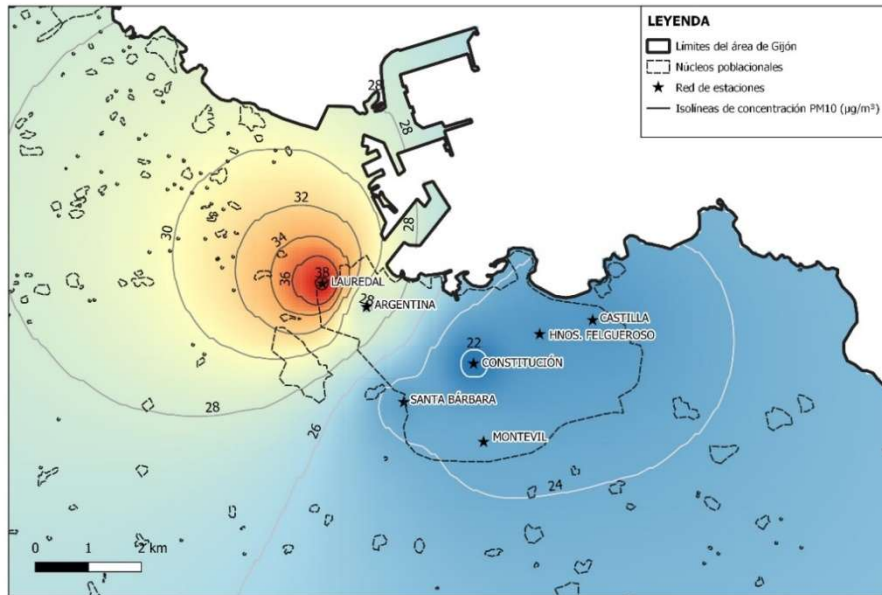 LEYENDA
Límites del área de Gijón
Núcleos poblacionales
Red de estaciones
Isolíneas de concentración PM10 (µg/m³)
28
28
32
28
30
34
36
38
LAUREDAL
28
ARGENTINA
CASTILLA
HNOS. FELGUEROSO
22
CONSTITUCIÓN
SANTA BÁRBARA
28
26
MONTEVIL
24
0 1 2 km